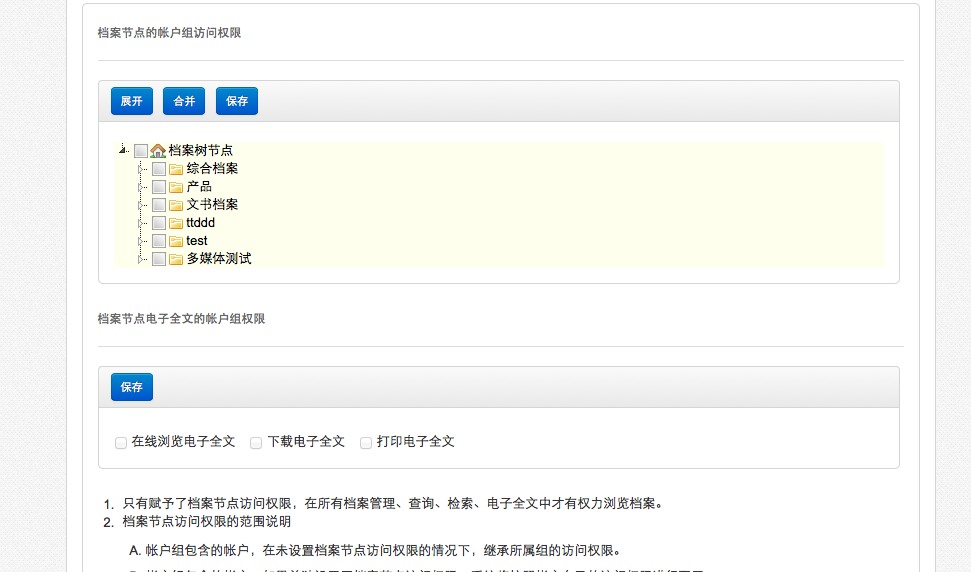 档案节点的帐户组访问权限
展开 合并 保存
档案树节点
综合档案
产品
文书档案
ttddd
test
多媒体测试
档案节点电子全文的帐户组权限
保存
在线浏览电子全文 下载电子全文 打印电子全文
1. 只有赋予了档案节点访问权限，在所有档案管理、查询、检索、电子全文中才有权力浏览档案。
2. 档案节点访问权限的范围说明
A. 帐户组包含的帐户，在未设置档案节点访问权限的情况下，继承所属组的访问权限。